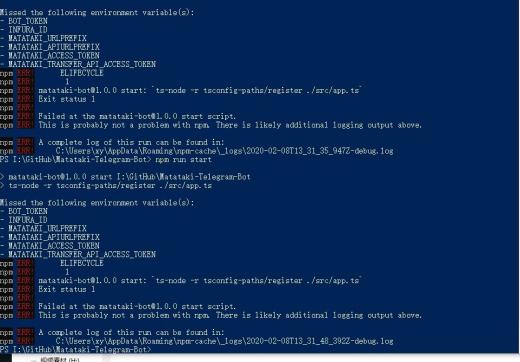 Missed the following environment variable(s):
- BOT_TOKEN
- INFURA_ID
- MATATAKI_URLPREFIX
- MATATAKI_APIURLPREFIX
- MATATAKI_ACCESS_TOKEN
- MATATAKI_TRANSFER_API_ACCESS_TOKEN
npm ERR! ELIFECYCLE
npm ERR! 1
npm ERR! matataki-bot@1.0.0 start: `ts-node -r tsconfig-paths/register ./src/app.ts`
npm ERR! Exit status 1
npm ERR!
npm ERR! Failed at the matataki-bot@1.0.0 start script.
npm ERR! This is probably not a problem with npm. There is likely additional logging output above.
npm ERR! A complete log of this run can be found in:
npm ERR! C:\Users\xy\AppData\Roaming\npm-cache\_logs\2020-02-08T13_31_35_947Z-debug.log
PS I:\GitHub\Matataki-Telegram-Bot> npm run start
> matataki-bot@1.0.0 start I:\GitHub\Matataki-Telegram-Bot
> ts-node -r tsconfig-paths/register ./src/app.ts
Missed the following environment variable(s):
- BOT_TOKEN
- INFURA_ID
- MATATAKI_URLPREFIX
- MATATAKI_APIURLPREFIX
- MATATAKI_ACCESS_TOKEN
- MATATAKI_TRANSFER_API_ACCESS_TOKEN
npm ERR! ELIFECYCLE
npm ERR! 1
npm ERR! matataki-bot@1.0.0 start: `ts-node -r tsconfig-paths/register ./src/app.ts`
npm ERR! Exit status 1
npm ERR!
npm ERR! Failed at the matataki-bot@1.0.0 start script.
npm ERR! This is probably not a problem with npm. There is likely additional logging output above.
npm ERR! A complete log of this run can be found in:
npm ERR! C:\Users\xy\AppData\Roaming\npm-cache\_logs\2020-02-08T13_31_48_392Z-debug.log
PS I:\GitHub\Matataki-Telegram-Bot>